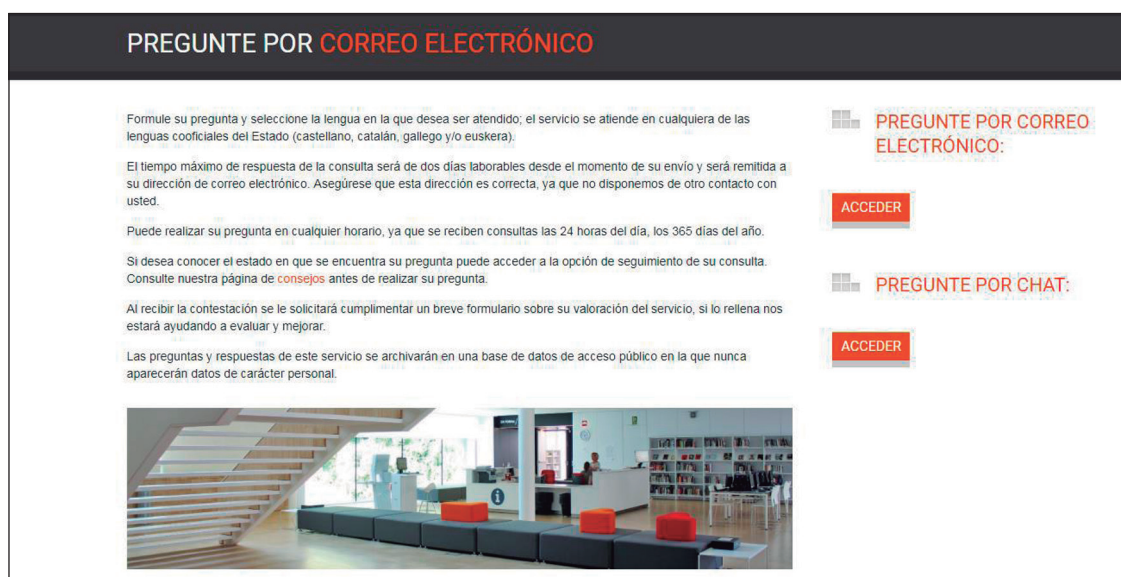 PREGUNTE POR CORREO ELECTRÓNICO
Formule su pregunta y seleccione la lengua en la que desea ser atendido; el servicio se atiende en cualquiera de las
lenguas cooficiales del Estado (castellano, catalán, gallego y/o euskera).
El tiempo máximo de respuesta de la consulta será de dos días laborables desde el momento de su envío y será remitida a
su dirección de correo electrónico. Asegúrese que esta dirección es correcta, ya que no disponemos de otro contacto con
usted.
Puede realizar su pregunta en cualquier horario, ya que se reciben consultas las 24 horas del día, los 365 días del año.
Si desea conocer el estado en que se encuentra su pregunta puede acceder a la opción de seguimiento de su consulta.
Consulte nuestra página de consejos antes de realizar su pregunta.
Al recibir la contestación se le solicitará cumplimentar un breve formulario sobre su valoración del servicio, si lo rellena nos
estará ayudando a evaluar y mejorar.
Las preguntas y respuestas de este servicio se archivarán en una base de datos de acceso público en la que nunca
aparecerán datos de carácter personal.
PREGUNTE POR CORREO
ELECTRÓNICO:
ACCEDER
PREGUNTE POR CHAT:
ACCEDER